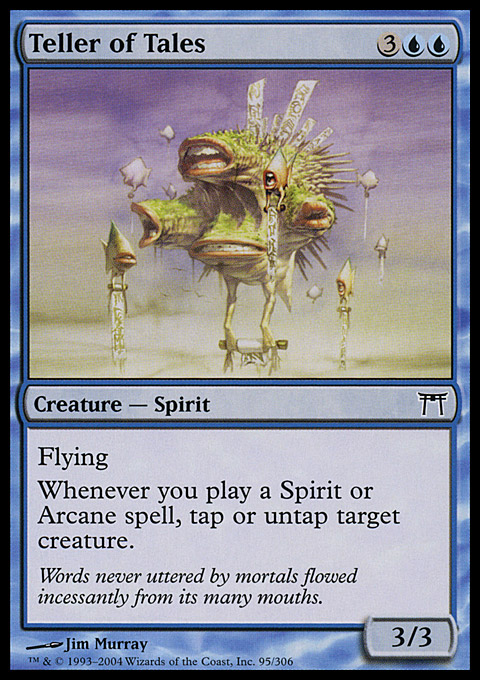 Teller of Tales 3
Creature — Spirit
Flying
Whenever you play a Spirit or
Arcane spell, tap or untap target
creature.
Words never uttered by mortals flowed
incessantly from its many mouths.
3/3
Jim Murray
™ & © 1993–2004 Wizards of the Coast, Inc. 95/306